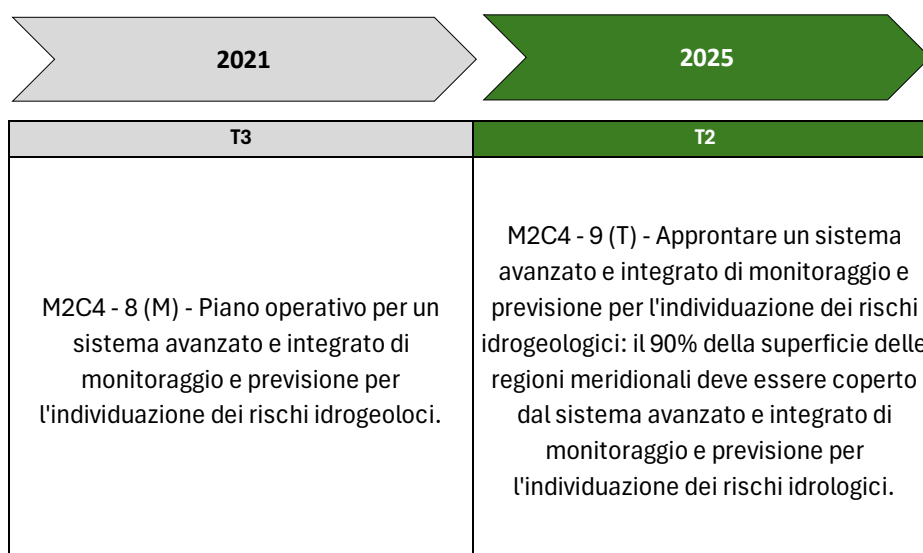 2021
2025
T3
T2
M2C4 - 8 (M) - Piano operativo per un
sistema avanzato e integrato di
monitoraggio e previsione per
l'individuazione dei rischi idrogeoloci.
M2C4 - 9 (T) - Approntare un sistema
avanzato e integrato di monitoraggio e
previsione per l'individuazione dei rischi
idrogeologici: il 90% della superficie delle
regioni meridionali deve essere coperto
dal sistema avanzato e integrato di
monitoraggio e previsione per
l'individuazione dei rischi idrologici.